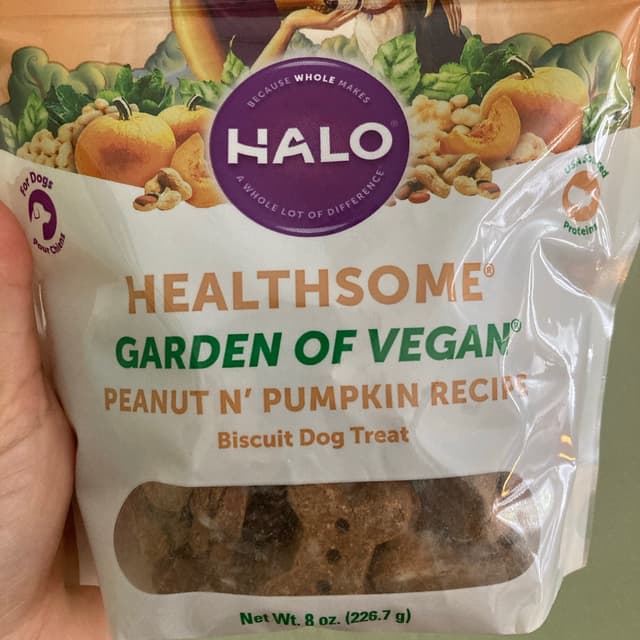 BECAUSE WHOLE MAKES
HALO®
A WHOLE LOT OF DIFFERENCE
For Dogs
Proteins
HEALTHSOME®
GARDEN OF VEGAN®
PEANUT N' PUMPKIN RECIPE
Biscuit Dog Treat
Net Wt. 8 oz. (226.7 g)